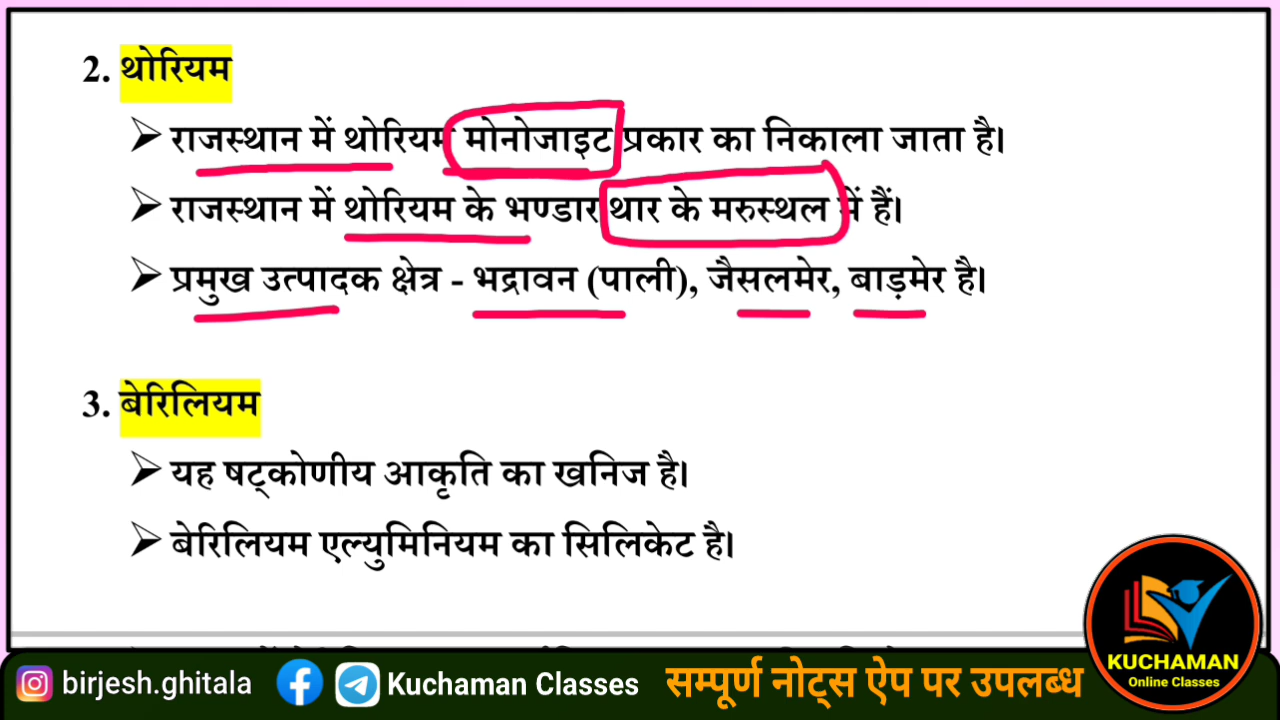 2. थोरियम
➢ राजस्थान में थोरियम मोनोजाइट प्रकार का निकाला जाता है।
➢ राजस्थान में थोरियम के भण्डार थार के मरुस्थल में हैं।
➢ प्रमुख उत्पादक क्षेत्र - भद्रावन (पाली), जैसलमेर, बाड़मेर है।
3. बेरिलियम
➢ यह षट्कोणीय आकृति का खनिज है।
➢ बेरिलियम एल्युमिनियम का सिलिकेट है।
birjesh.ghitala Kuchaman Classes सम्पूर्ण नोट्स ऐप पर उपलब्ध
KUCHAMAN
Online Classes